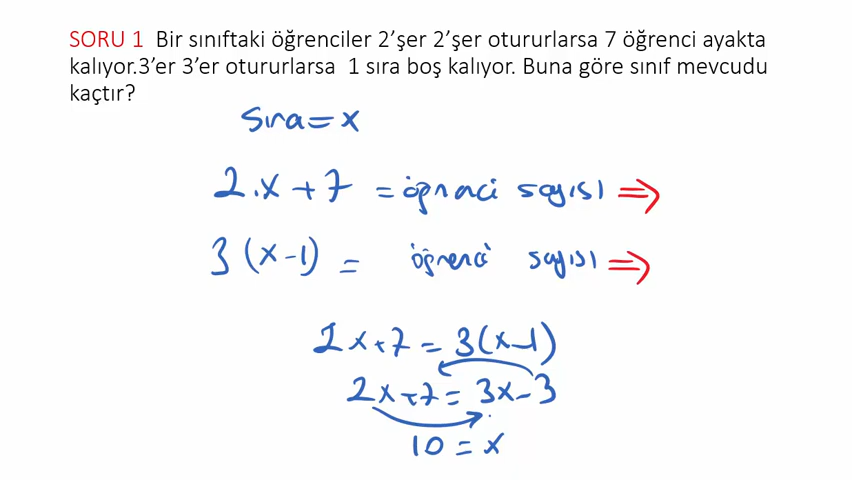 SORU 1 Bir sınıftaki öğrenciler 2’şer 2’şer otururlarsa 7 öğrenci ayakta
kalıyor.3’er 3’er otururlarsa 1 sıra boş kalıyor. Buna göre sınıf mevcudu
kaçtır?
Sıra = x
2.x + 7 = öğrenci sayısı ⇒
3 (x-1) = öğrenci sayısı ⇒
2x+7 = 3(x-1)
2x+7 = 3x-3
10 = x